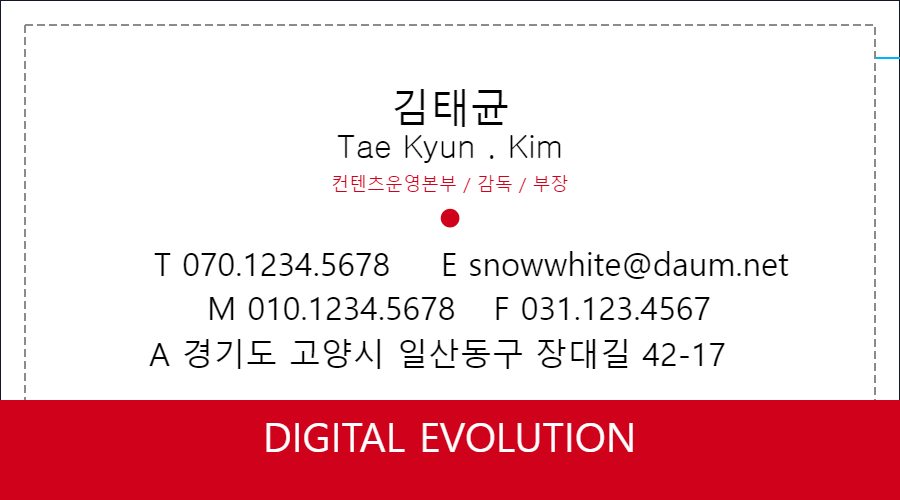 김태균
Tae Kyun . Kim
컨텐츠운영본부 / 감독 / 부장
T 070.1234.5678 E snowwhite@daum.net
M 010.1234.5678 F 031.123.4567
A 경기도 고양시 일산동구 장대길 42-17
DIGITAL EVOLUTION